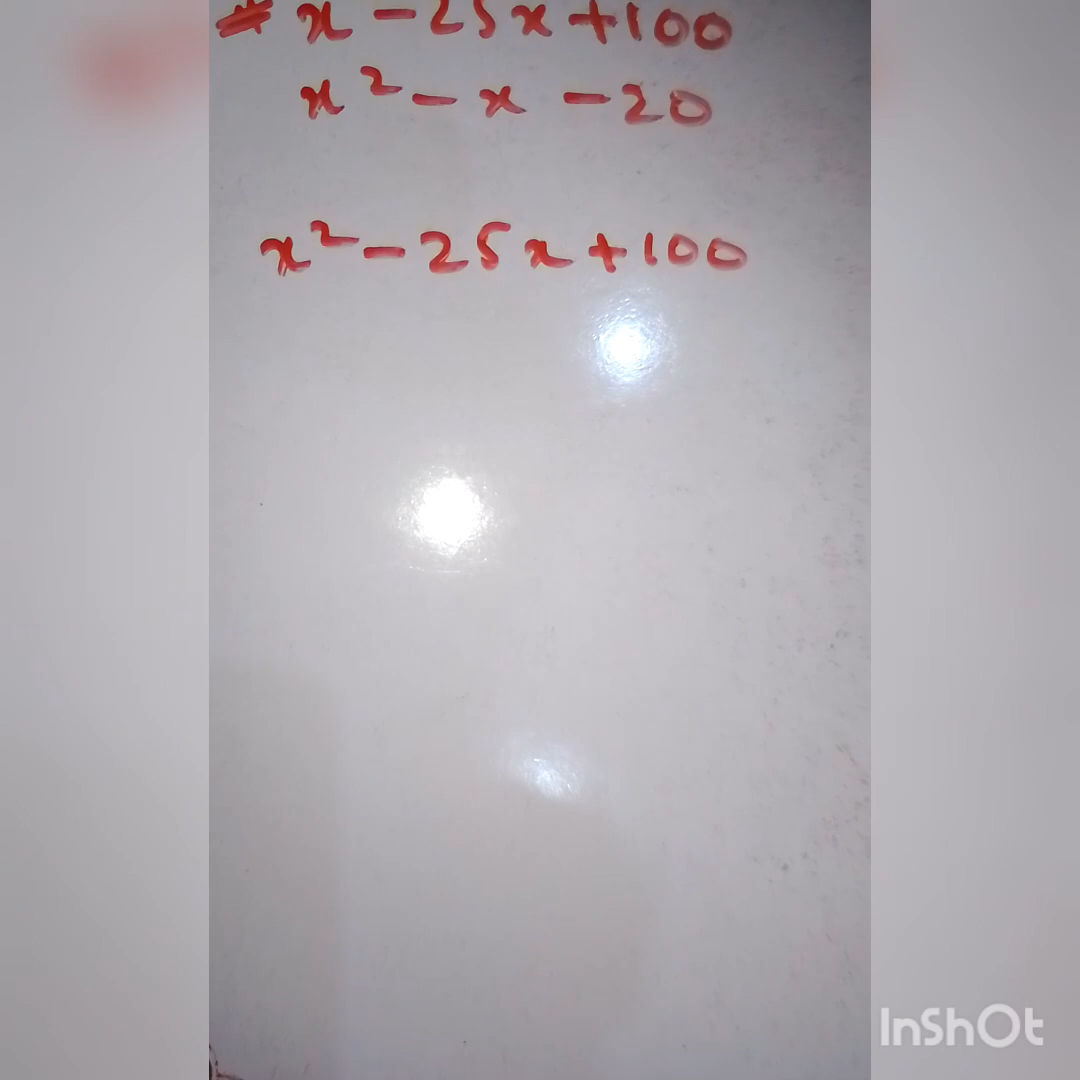 * x - 25x + 100
x² - x - 20
x² - 25x + 100
InShOt